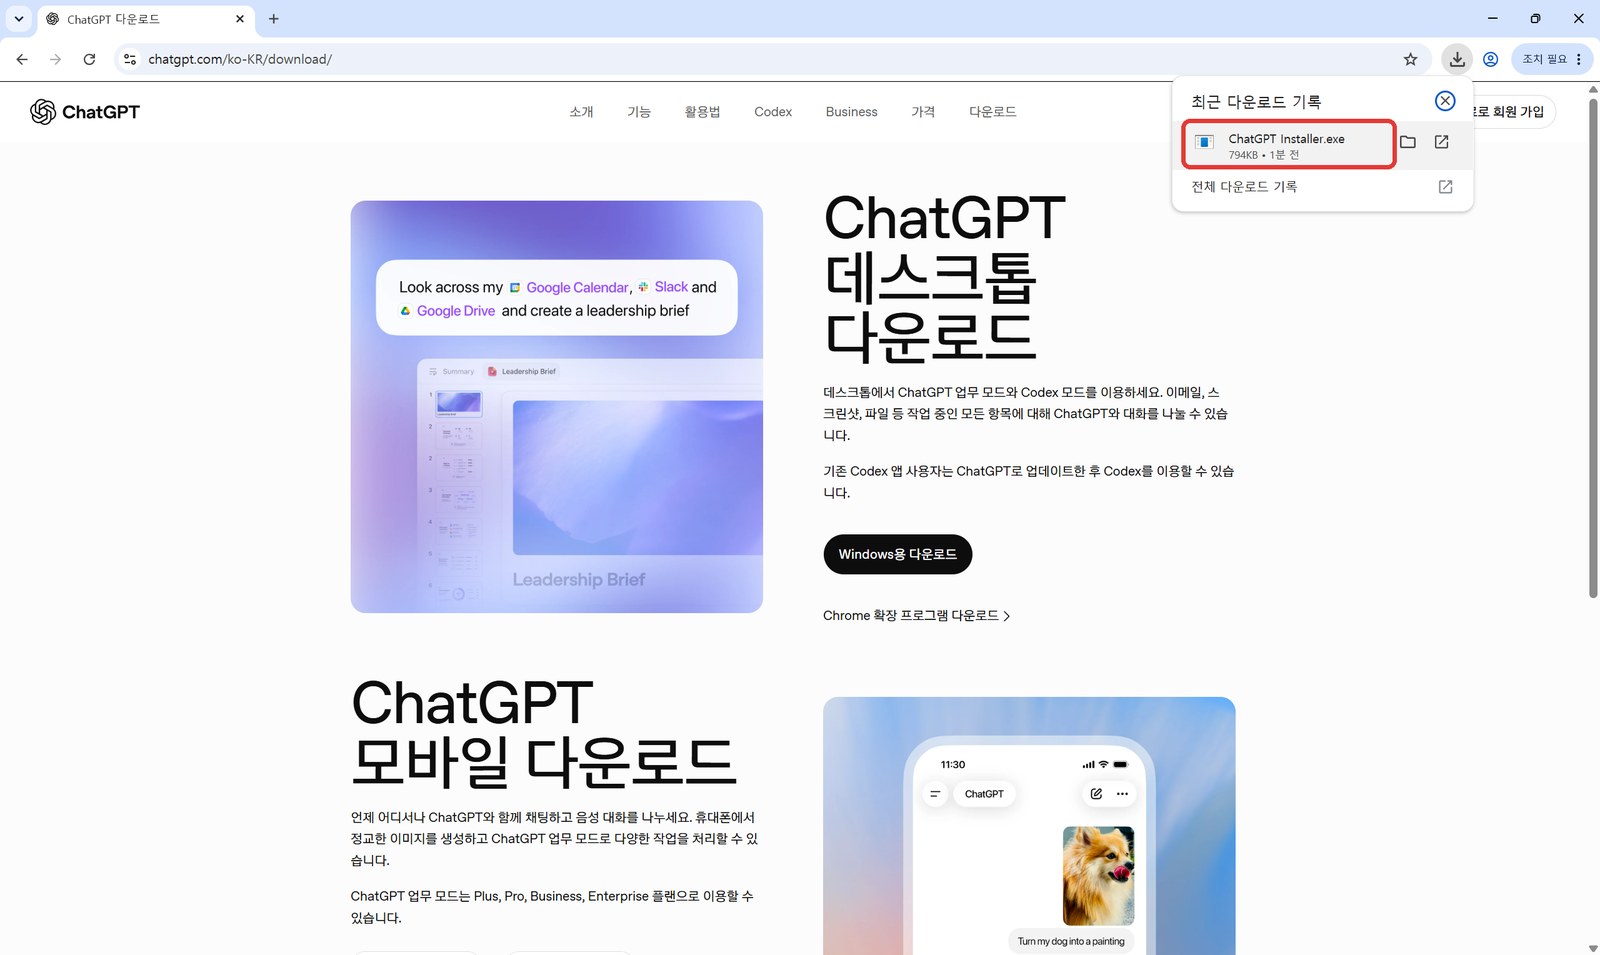 ChatGPT 다운로드
chatgpt.com/ko-KR/download/
조치 필요
ChatGPT
소개 기능 활용법 Codex Business 가격 다운로드
로 회원 가입
최근 다운로드 기록
ChatGPT Installer.exe
794KB • 1분 전
전체 다운로드 기록
Look across my Google Calendar, Slack and
Google Drive and create a leadership brief
Summary Leadership Brief
1
2
2
3
4
5
Leadership Brief
ChatGPT
데스크톱
다운로드
데스크톱에서 ChatGPT 업무 모드와 Codex 모드를 이용하세요. 이메일, 스
크린샷, 파일 등 작업 중인 모든 항목에 대해 ChatGPT와 대화를 나눌 수 있습
니다.
기존 Codex 앱 사용자는 ChatGPT로 업데이트한 후 Codex를 이용할 수 있습
니다.
Windows용 다운로드
Chrome 확장 프로그램 다운로드 >
ChatGPT
모바일 다운로드
언제 어디서나 ChatGPT와 함께 채팅하고 음성 대화를 나누세요. 휴대폰에서
정교한 이미지를 생성하고 ChatGPT 업무 모드로 다양한 작업을 처리할 수 있
습니다.
ChatGPT 업무 모드는 Plus, Pro, Business, Enterprise 플랜으로 이용할 수
있습니다.
11:30
ChatGPT
Turn my dog into a painting